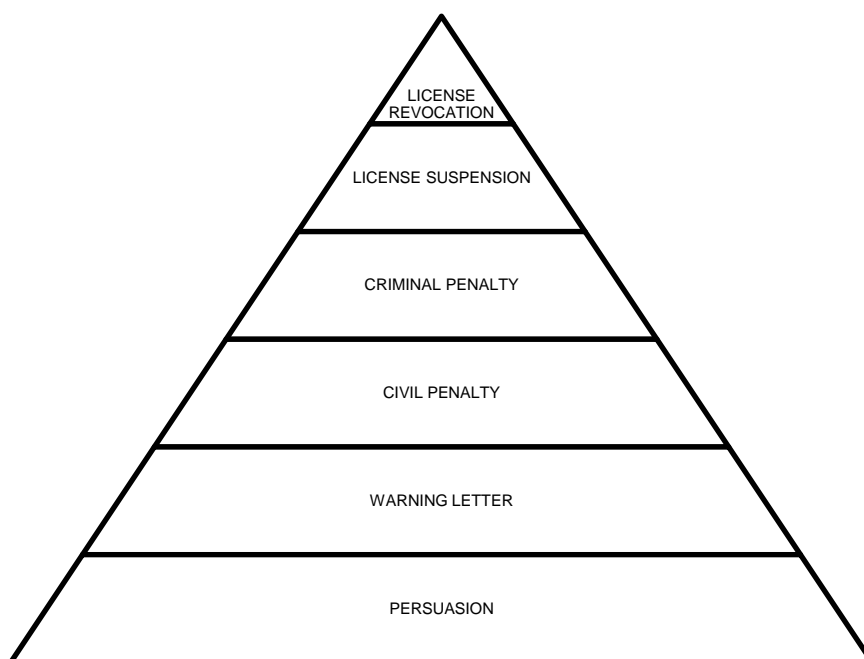 LICENSE
REVOCATION
LICENSE SUSPENSION
CRIMINAL PENALTY
CIVIL PENALTY
WARNING LETTER
PERSUASION